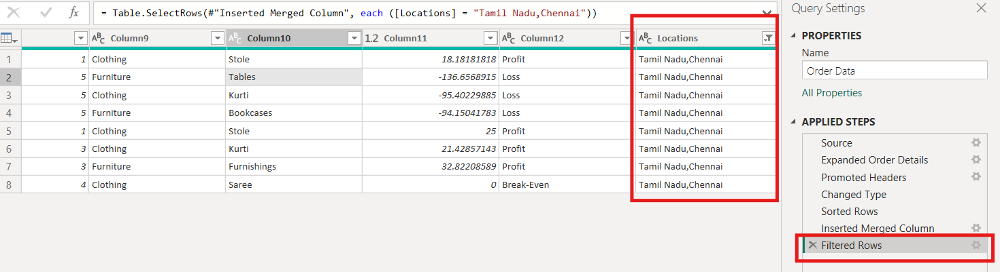 = Table.SelectRows(#"Inserted Merged Column", each ([Locations] = "Tamil Nadu,Chennai"))
ABC Column9 ABC Column10 1.2 Column11 ABC Column12 ABC Locations
1 1 Clothing Stole 18.18181818 Profit Tamil Nadu,Chennai
2 5 Furniture Tables -136.6568915 Loss Tamil Nadu,Chennai
3 5 Clothing Kurti -95.40229885 Loss Tamil Nadu,Chennai
4 5 Furniture Bookcases -94.15041783 Loss Tamil Nadu,Chennai
5 1 Clothing Stole 25 Profit Tamil Nadu,Chennai
6 3 Clothing Kurti 21.42857143 Profit Tamil Nadu,Chennai
7 3 Furniture Furnishings 32.82208589 Profit Tamil Nadu,Chennai
8 4 Clothing Saree 0 Break-Even Tamil Nadu,Chennai
Query Settings
PROPERTIES
Name
Order Data
All Properties
APPLIED STEPS
Source
Expanded Order Details
Promoted Headers
Changed Type
Sorted Rows
Inserted Merged Column
Filtered Rows